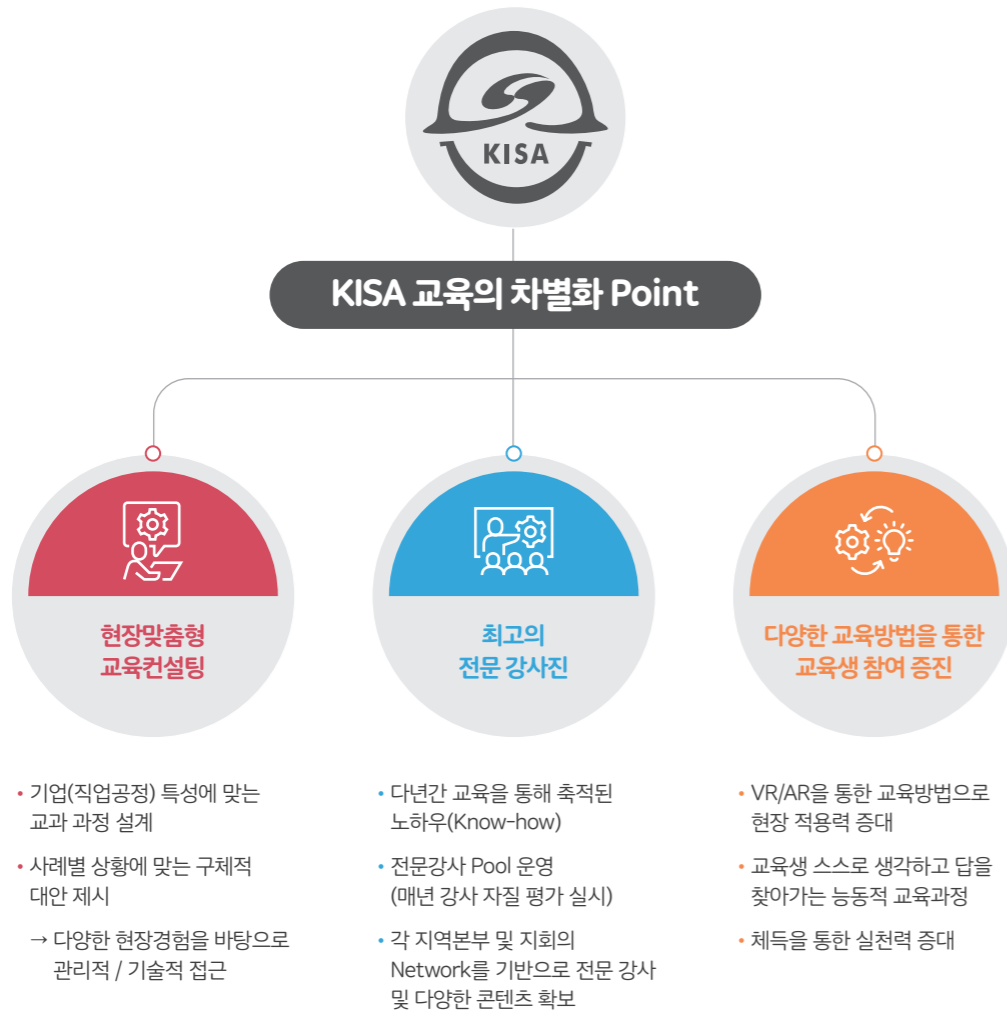 KISA
KISA 교육의 차별화 Point
현장맞춤형
교육컨설팅
• 기업(직업공정) 특성에 맞는
교과 과정 설계
• 사례별 상황에 맞는 구체적
대안 제시
→ 다양한 현장경험을 바탕으로
관리적 / 기술적 접근
최고의
전문 강사진
• 다년간 교육을 통해 축적된
노하우(Know-how)
• 전문강사 Pool 운영
(매년 강사 자질 평가 실시)
• 각 지역본부 및 지회의
Network를 기반으로 전문 강사
및 다양한 콘텐츠 확보
다양한 교육방법을 통한
교육생 참여 증진
• VR/AR을 통한 교육방법으로
현장 적용력 증대
• 교육생 스스로 생각하고 답을
찾아가는 능동적 교육과정
• 체득을 통한 실천력 증대